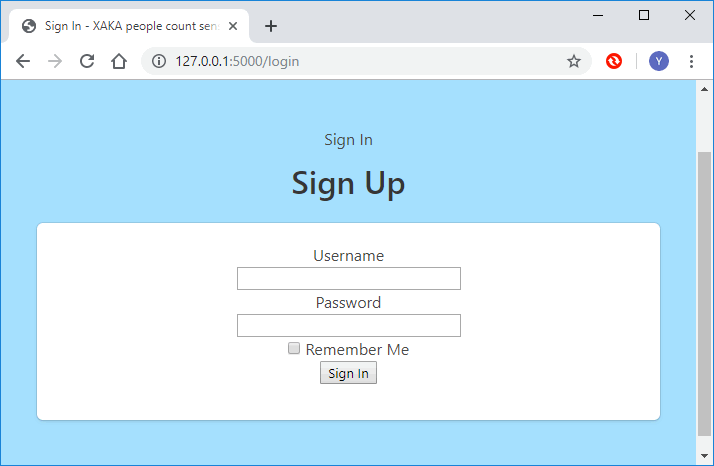 Sign In - XAKA people count sen
127.0.0.1:5000/login
Y
Sign In
Sign Up
Username
Password
Remember Me
Sign In